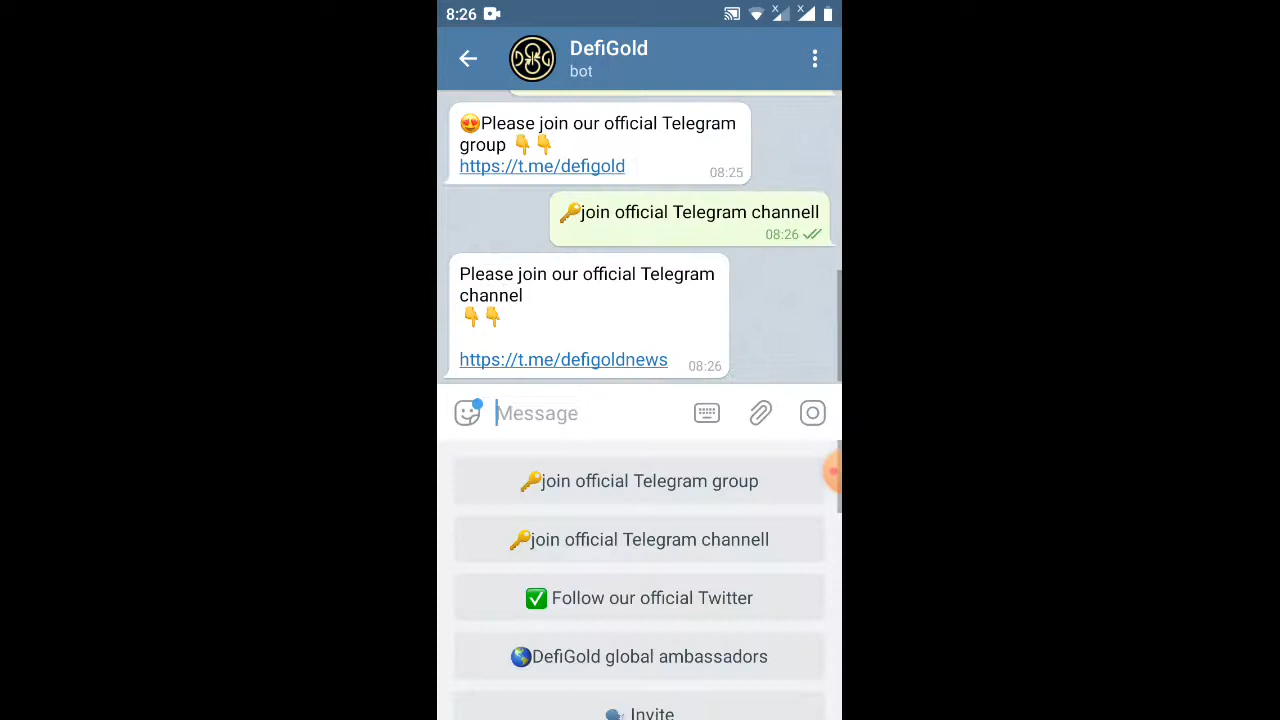 8:26
DefiGold
bot
😍Please join our official Telegram
group 👇👇
https://t.me/defigold
08:25
🔑join official Telegram channell
08:26
Please join our official Telegram
channel
👇👇
https://t.me/defigoldnews
08:26
Message
🔑join official Telegram group
🔑join official Telegram channell
✅ Follow our official Twitter
🌎DefiGold global ambassadors
🗣 Invite